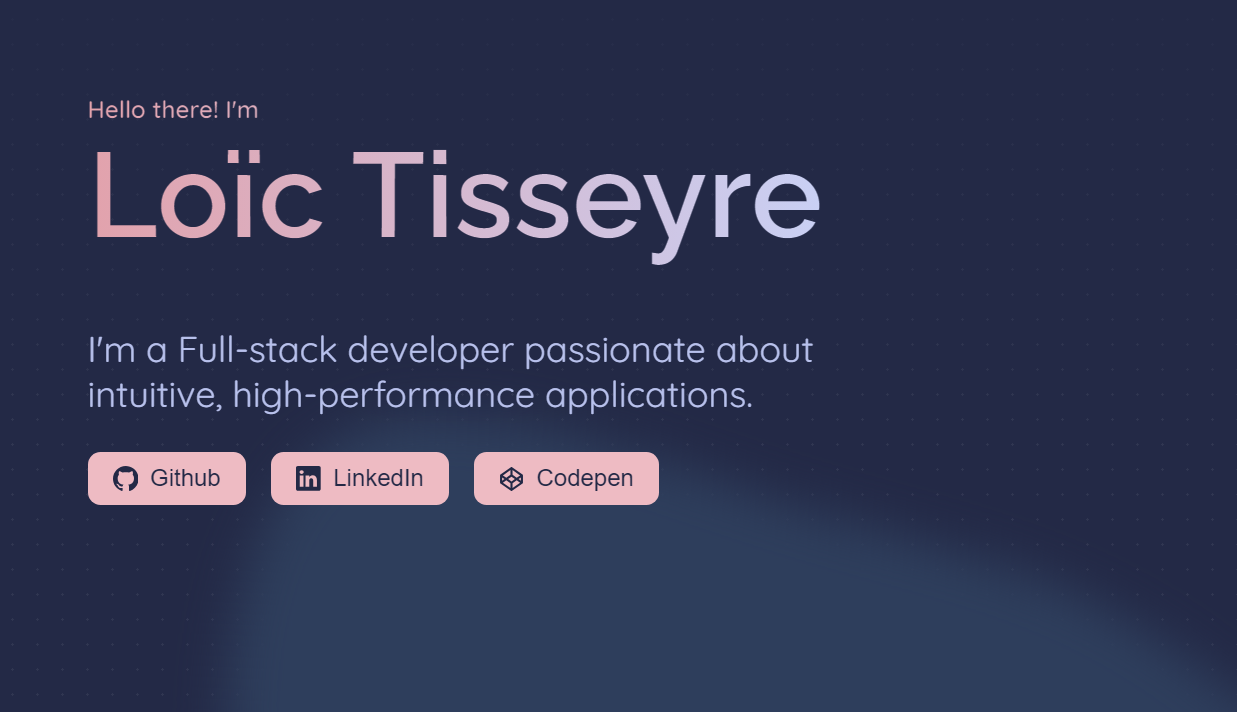 Hello there! I'm
Loïc Tisseyre
I'm a Full-stack developer passionate about
intuitive, high-performance applications.
Github
LinkedIn
Codepen